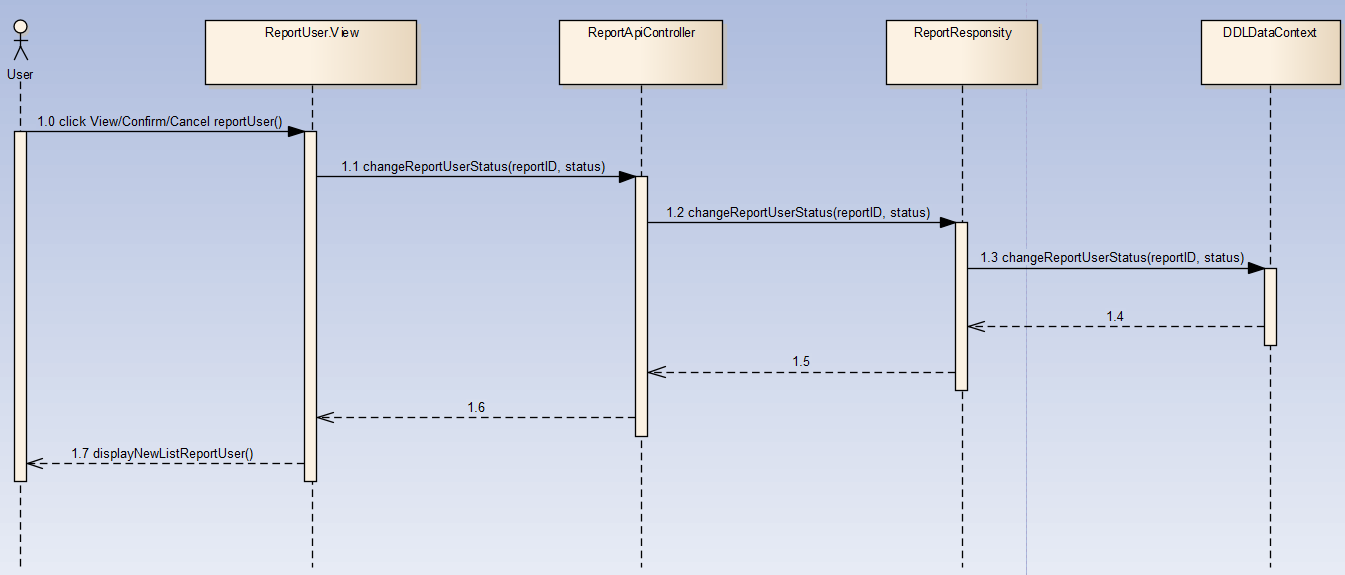 User
ReportUser.View
ReportApiController
ReportResponsity
DDLDataContext
1.0 click View/Confirm/Cancel reportUser()
1.1 changeReportUserStatus(reportID, status)
1.2 changeReportUserStatus(reportID, status)
1.3 changeReportUserStatus(reportID, status)
1.4
1.5
1.6
1.7 displayNewListReportUser()